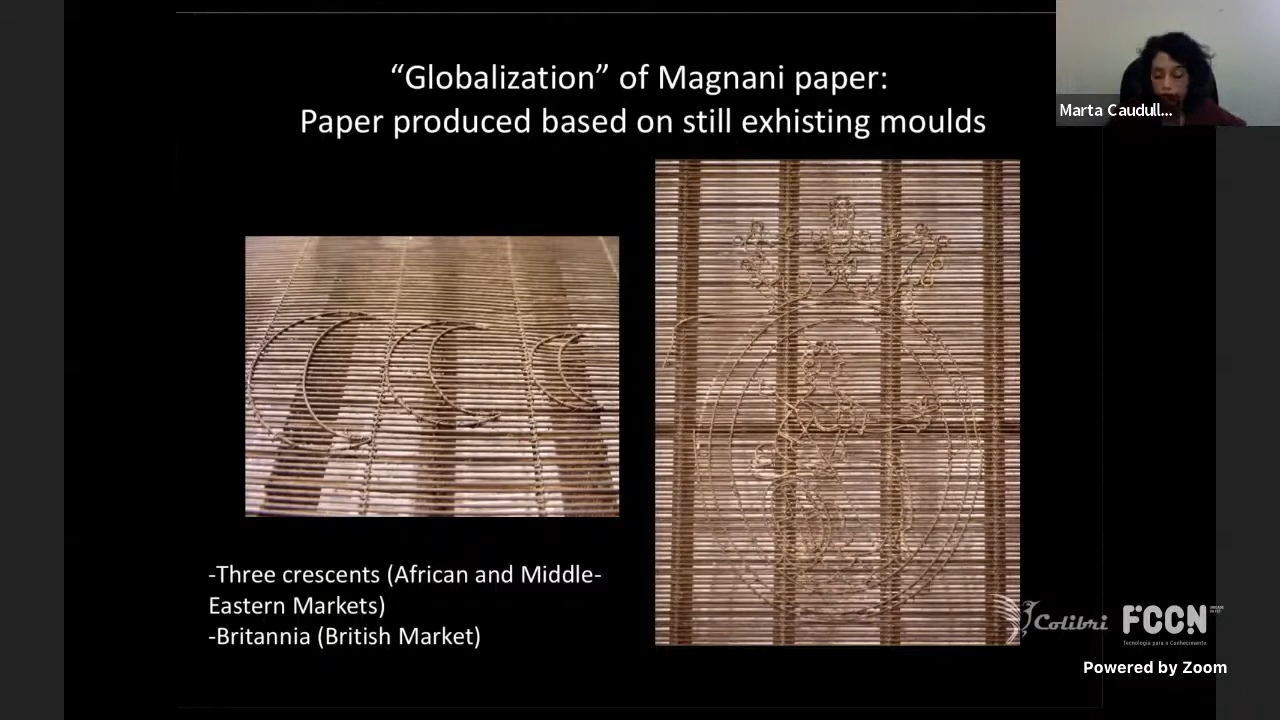 “Globalization” of Magnani paper:
Paper produced based on still exhisting moulds
Marta Caudull...
-Three crescents (African and Middle-
Eastern Markets)
-Britannia (British Market)
Colibri
FCCN
Tecnologia para o Conhecimento
Powered by Zoom